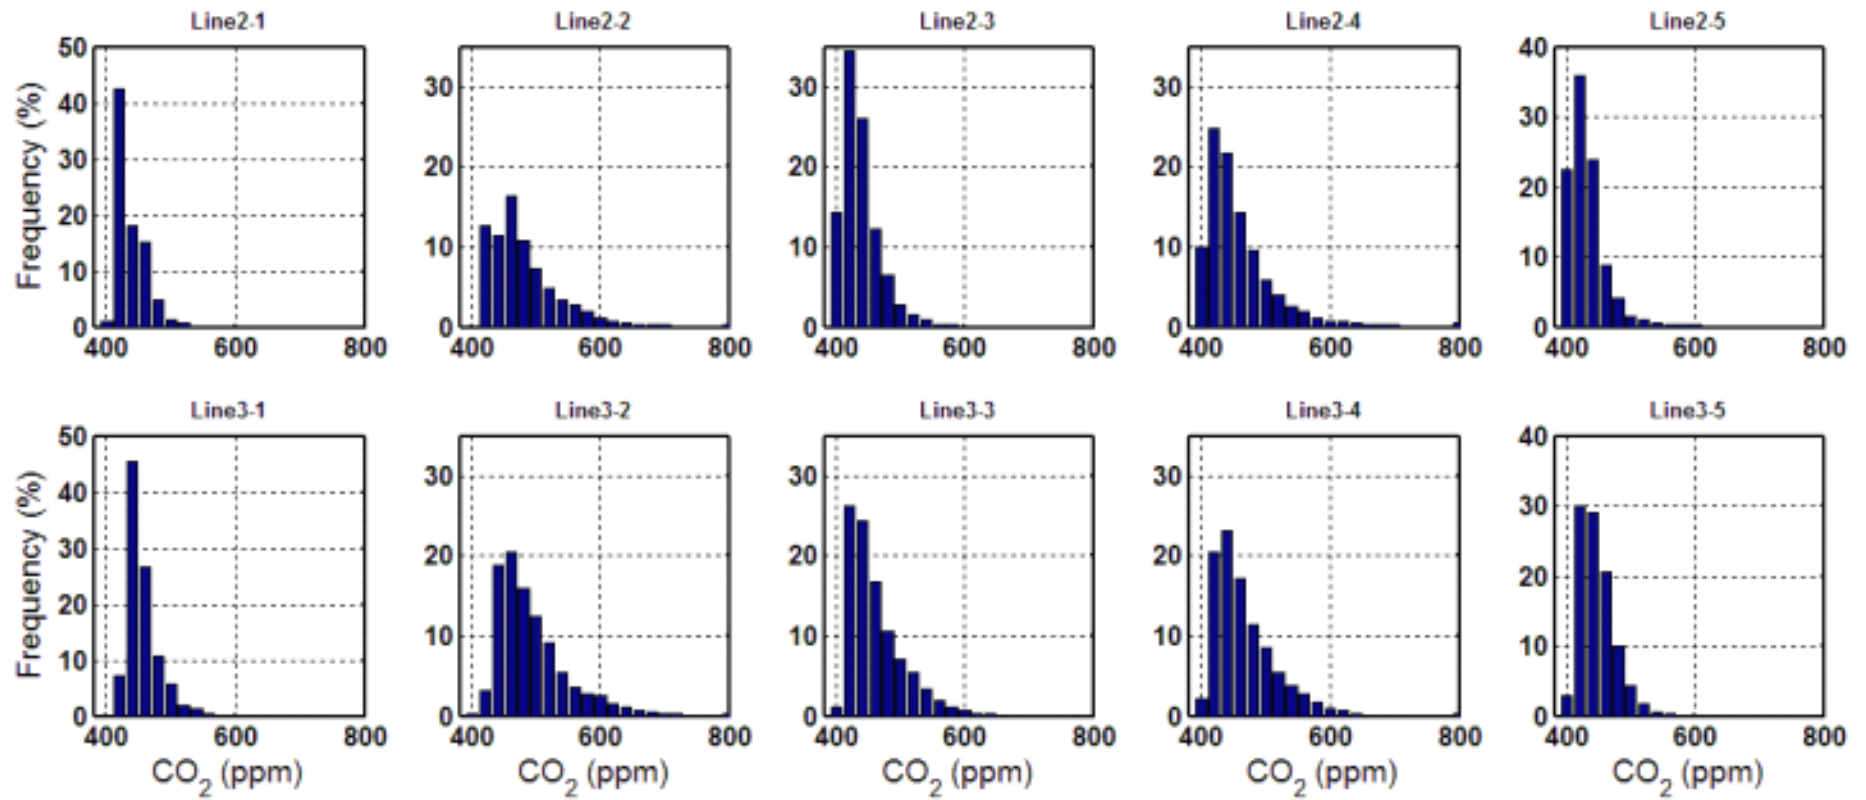 Line2-1 Line2-2 Line2-3 Line2-4 Line2-5
Frequency (%)
50 40 30 20 10 0
400 600 800
30 20 10 0
400 600 800
30 20 10 0
400 600 800
30 20 10 0
400 600 800
40 30 20 10 0
400 600 800
Line3-1 Line3-2 Line3-3 Line3-4 Line3-5
Frequency (%)
50 40 30 20 10 0
400 600 800
30 20 10 0
400 600 800
30 20 10 0
400 600 800
30 20 10 0
400 600 800
40 30 20 10 0
400 600 800
CO2 (ppm) CO2 (ppm) CO2 (ppm) CO2 (ppm) CO2 (ppm)